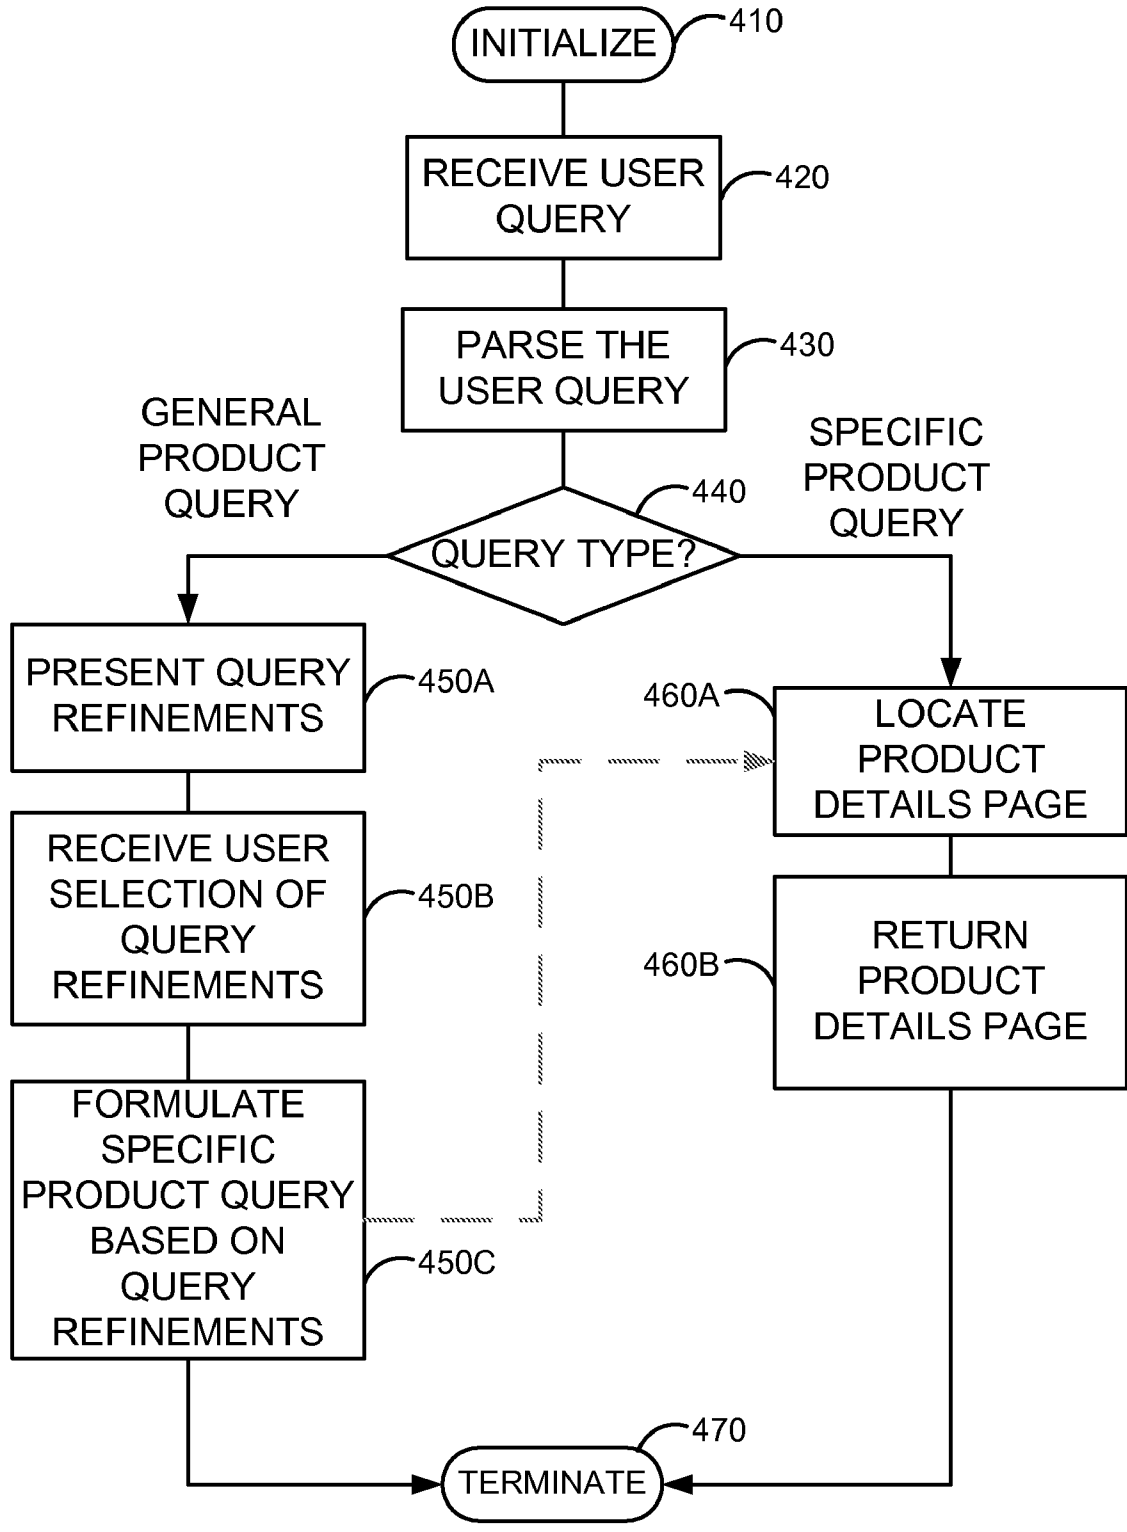 INITIALIZE
410
RECEIVE USER
QUERY
420
PARSE THE
USER QUERY
430
GENERAL
PRODUCT
QUERY
SPECIFIC
PRODUCT
QUERY
440
QUERY TYPE?
PRESENT QUERY
REFINEMENTS
450A
RECEIVE USER
SELECTION OF
QUERY
REFINEMENTS
450B
FORMULATE
SPECIFIC
PRODUCT QUERY
BASED ON
QUERY
REFINEMENTS
450C
460A
LOCATE
PRODUCT
DETAILS PAGE
460B
RETURN
PRODUCT
DETAILS PAGE
470
TERMINATE